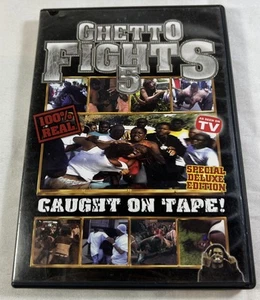 GHETTO
FIGHTS
5
100%
REAL
AS SEEN ON
TV
SPECIAL
DELUXE
EDITION
CAUGHT ON TAPE!